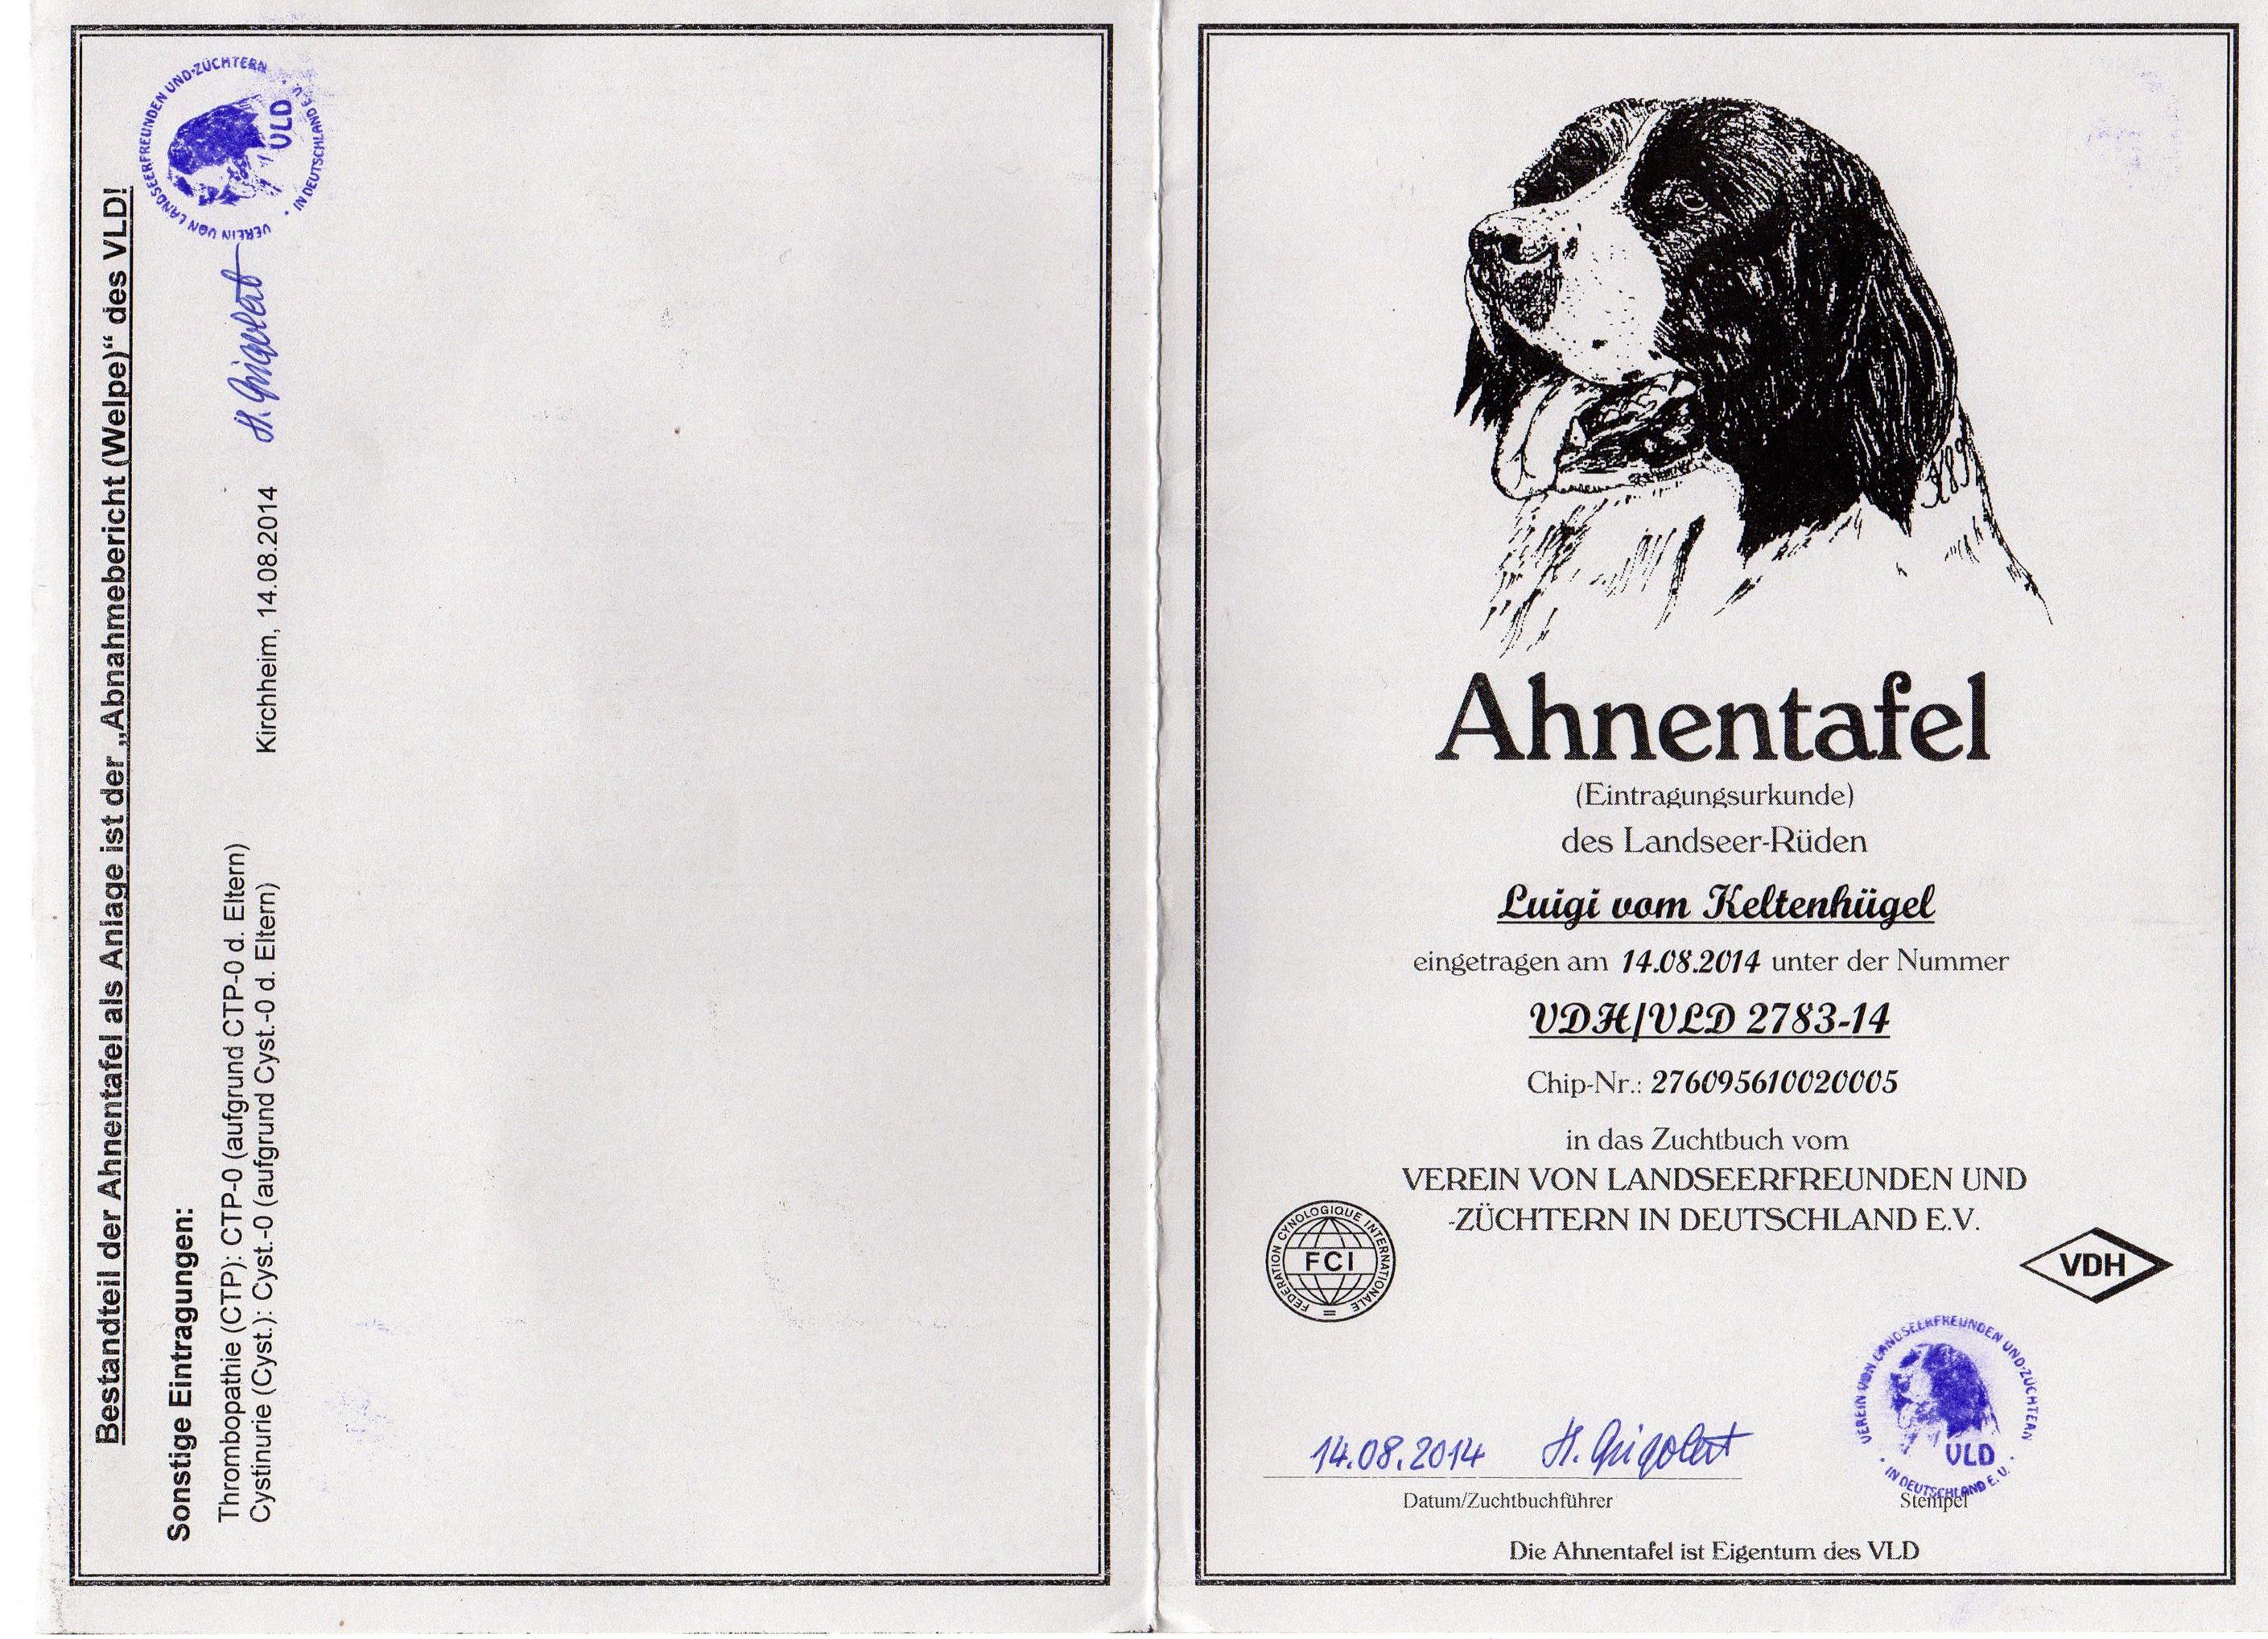 Bestandteil der Ahnentafel als Anlage ist der „Abnahmebericht (Welpe)“ des VLD!
Sonstige Eintragungen:
Thrombopathie (CTP): CTP-0 (aufgrund CTP-0 d. Eltern)
Cystinurie (Cyst.): Cyst.-0 (aufgrund Cyst.-0 d. Eltern)
Kirchheim, 14.08.2014
VEREIN VON LANDSEERFREUNDEN UND-ZÜCHTERN
IN DEUTSCHLAND E.V.
VLD
Ahnentafel
(Eintragungsurkunde)
des Landseer-Rüden
Luigi vom Keltenhügel
eingetragen am 14.08.2014 unter der Nummer
VDH/VLD 2783-14
Chip-Nr.: 276095610020005
in das Zuchtbuch vom
VEREIN VON LANDSEERFREUNDEN UND
-ZÜCHTERN IN DEUTSCHLAND E.V.
FEDERATION CYNOLOGIQUE INTERNATIONALE
FCI
VDH
VEREIN VON LANDSEERFREUNDEN UND-ZÜCHTERN
VLD
IN DEUTSCHLAND E.V.
14.08.2014
Datum/Zuchtbuchführer
Stempel
Die Ahnentafel ist Eigentum des VLD